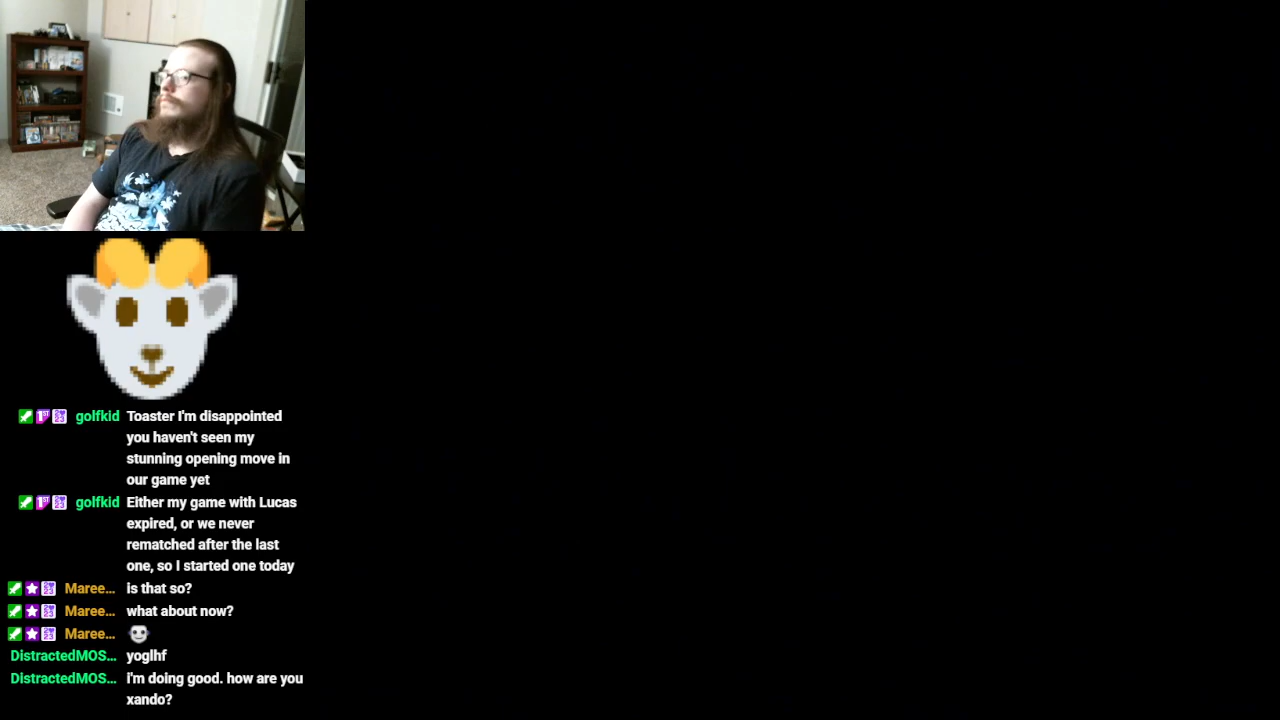 golfkid Toaster I'm disappointed
you haven't seen my
stunning opening move in
our game yet
golfkid Either my game with Lucas
expired, or we never
rematched after the last
one, so I started one today
Maree... is that so?
Maree... what about now?
Maree...
DistractedMOS... yoglhf
DistractedMOS... i'm doing good. how are you
xando?